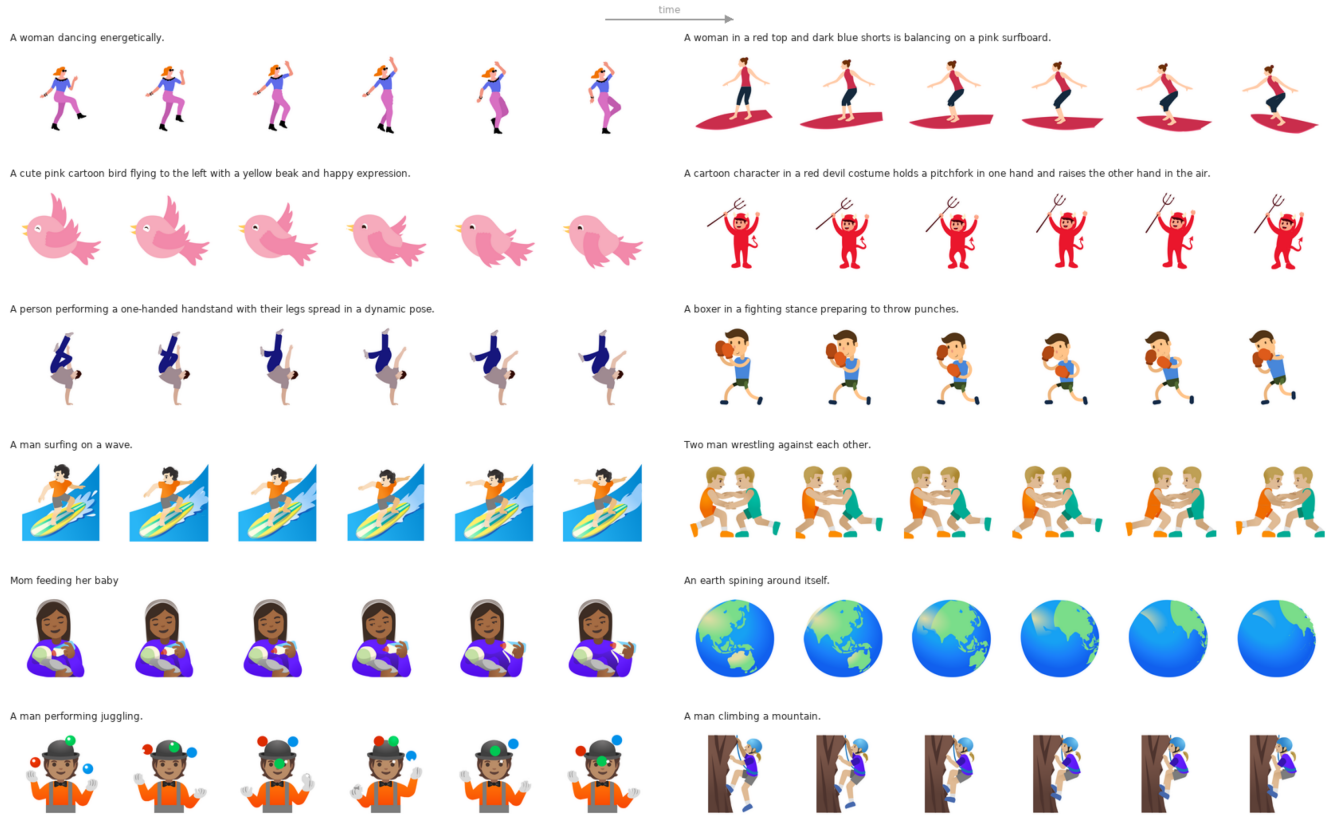 time
A woman dancing energetically.
A woman in a red top and dark blue shorts is balancing on a pink surfboard.
A cute pink cartoon bird flying to the left with a yellow beak and happy expression.
A cartoon character in a red devil costume holds a pitchfork in one hand and raises the other hand in the air.
A person performing a one-handed handstand with their legs spread in a dynamic pose.
A boxer in a fighting stance preparing to throw punches.
A man surfing on a wave.
Two man wrestling against each other.
Mom feeding her baby
An earth spining around itself.
A man performing juggling.
A man climbing a mountain.